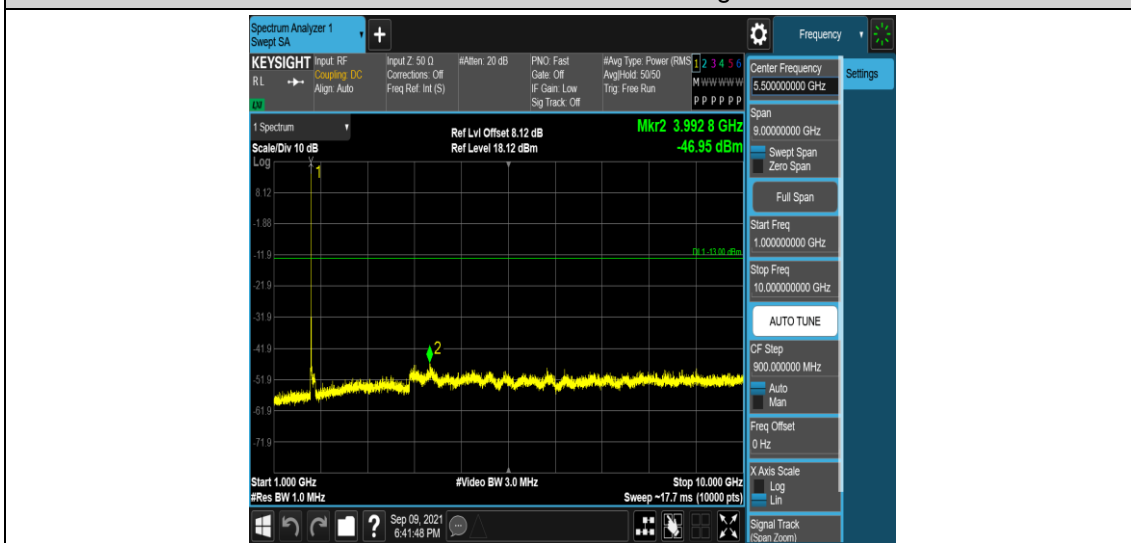 Spectrum Analyzer 1
Swept SA
+
Frequency
KEYSIGHT
RL
LXI
Input: RF
Coupling: DC
Align: Auto
Input Z: 50 Ω
Corrections: Off
Freq Ref: Int (S)
#Atten: 20 dB
PNO: Fast
Gate: Off
IF Gain: Low
Sig Track: Off
#Avg Type: Power (RMS
Avg|Hold: 50/50
Trig: Free Run
1 2 3 4 5 6
M W W W W W
P P P P P P
Center Frequency
5.500000000 GHz
Settings
1 Spectrum
Scale/Div 10 dB
Log
Ref Lvl Offset 8.12 dB
Ref Level 18.12 dBm
Mkr2 3.992 8 GHz
-46.95 dBm
Span
9.00000000 GHz
Swept Span
Zero Span
Full Span
Start Freq
1.000000000 GHz
Stop Freq
10.000000000 GHz
AUTO TUNE
CF Step
900.000000 MHz
Auto
Man
Freq Offset
0 Hz
X Axis Scale
Log
Lin
Signal Track
(Span Zoom)
1
8.12
-1.88
-11.9
DL1 -13.00 dBm
-21.9
-31.9
-41.9
2
-51.9
-61.9
-71.9
Start 1.000 GHz
#Res BW 1.0 MHz
#Video BW 3.0 MHz
Stop 10.000 GHz
Sweep ~17.7 ms (10000 pts)
?
Sep 09, 2021
6:41:48 PM